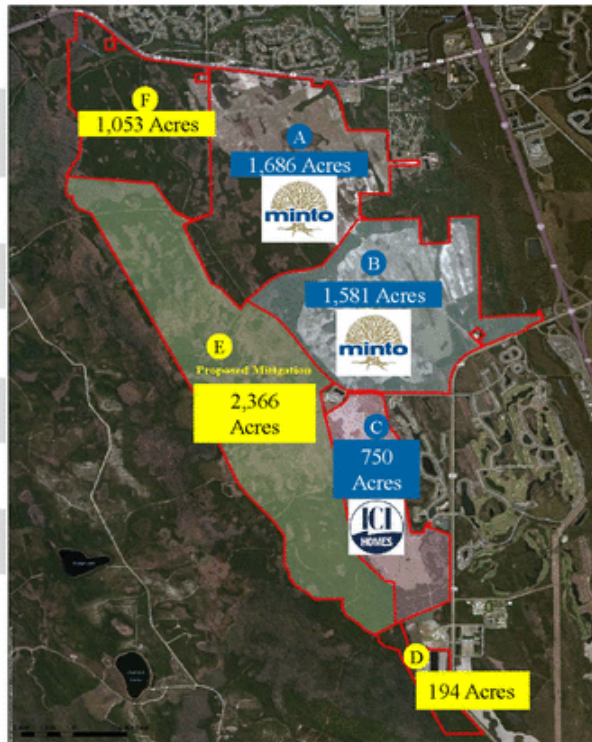 F
1,053 Acres
A
1,686 Acres
minto
B
1,581 Acres
minto
E
Proposed Mitigation
2,366
Acres
C
750
Acres
ICI
HOMES
D
194 Acres